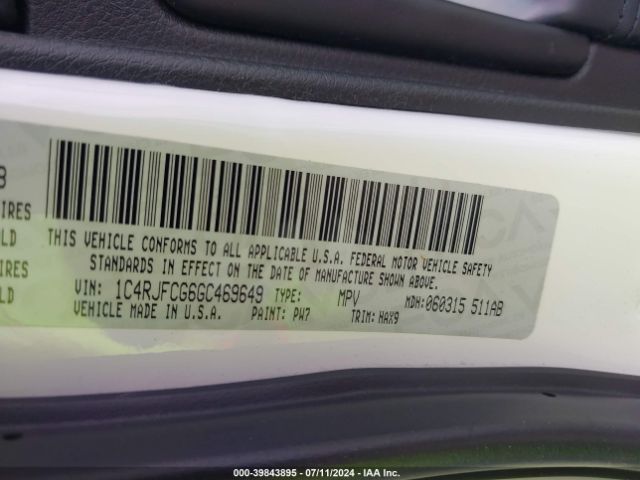 8
IRES
LD
IRES
LD
THIS VEHICLE CONFORMS TO ALL APPLICABLE U.S.A. FEDERAL MOTOR VEHICLE SAFETY
STANDARDS IN EFFECT ON THE DATE OF MANUFACTURE SHOWN ABOVE.
VIN: 1C4RJFCG6GC469649 TYPE: MPV MDH:060315 511AB
VEHICLE MADE IN U.S.A. PAINT: PW7 TRIM: HAX9
000-39843895 - 07/11/2024 - IAA Inc.